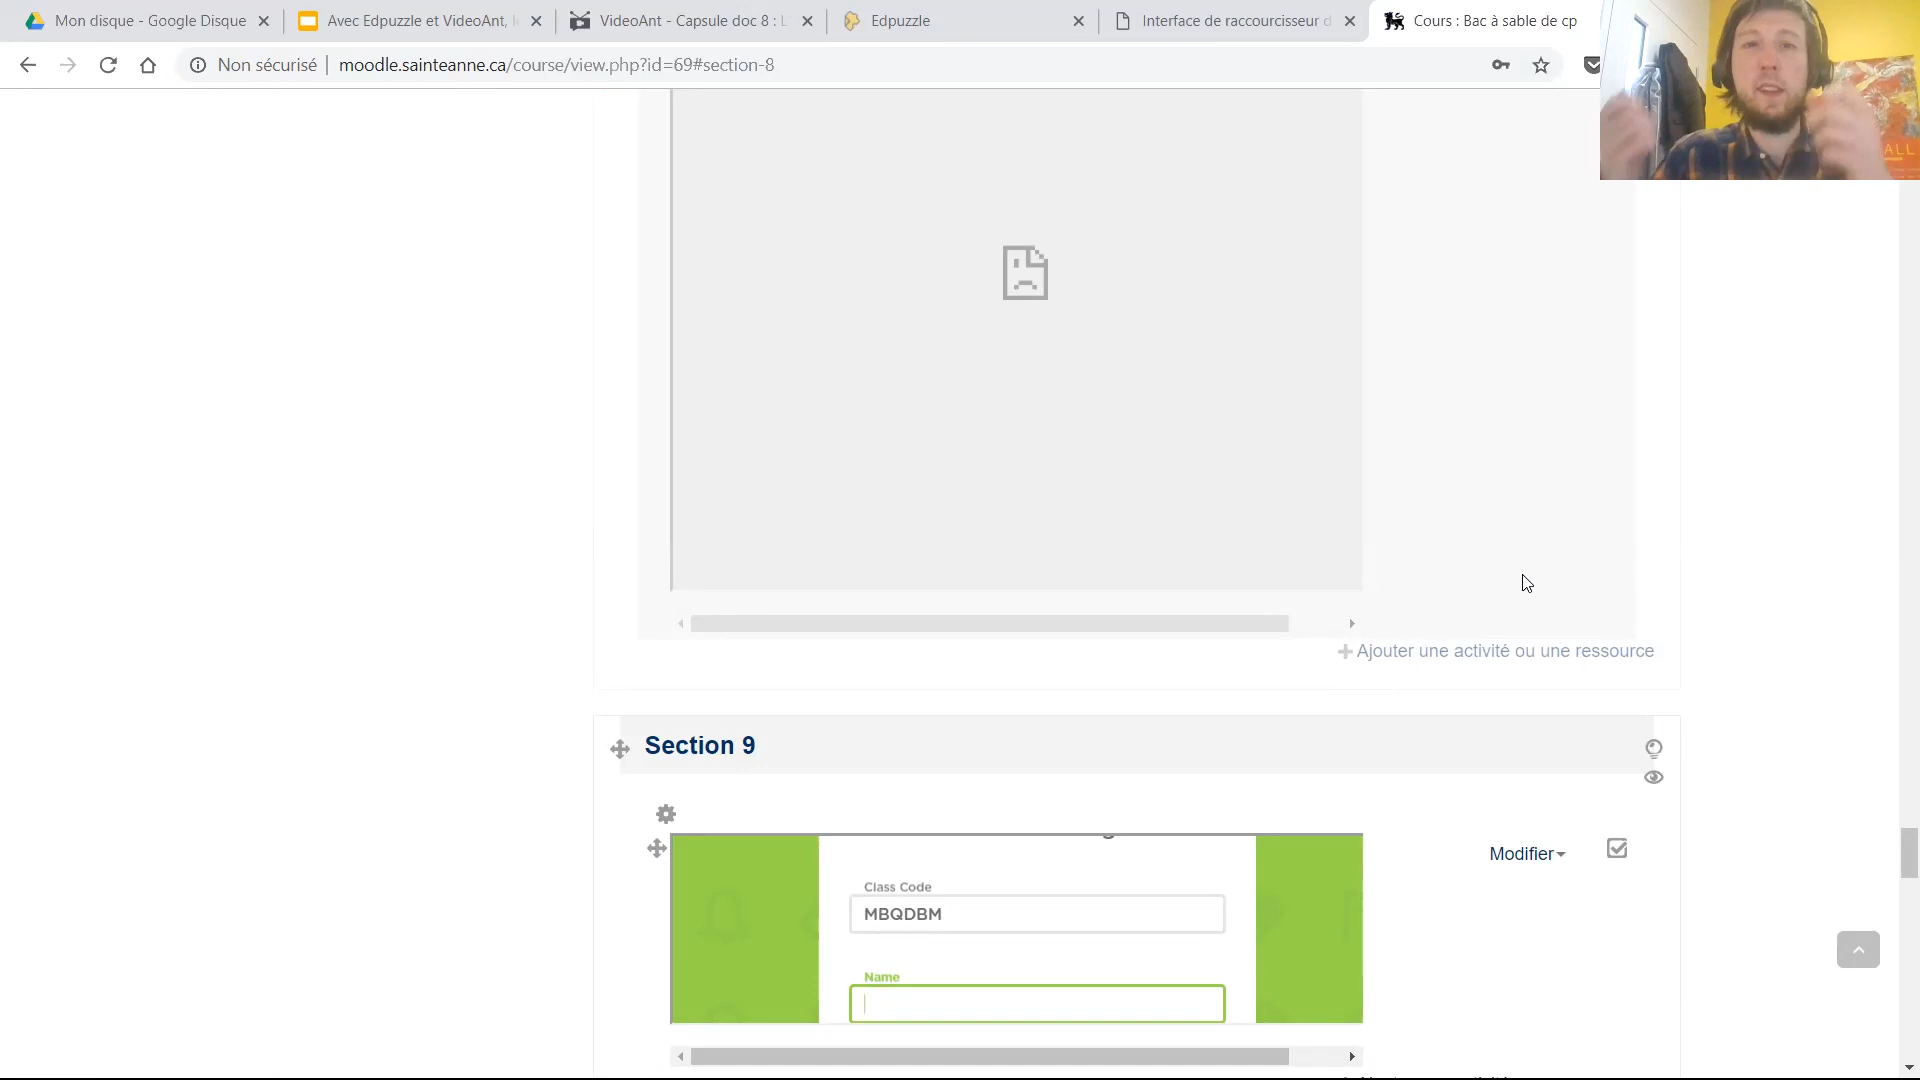 Mon disque - Google Disque
Avec Edpuzzle et VideoAnt,
VideoAnt - Capsule doc 8 : L
Edpuzzle
Interface de raccourcisseur d
Cours : Bac à sable de cp
Non sécurisé
moodle.sainteanne.ca/course/view.php?id=69#section-8
ALL
Ajouter une activité ou une ressource
Section 9
Modifier
Class Code
MBQDBM
Name